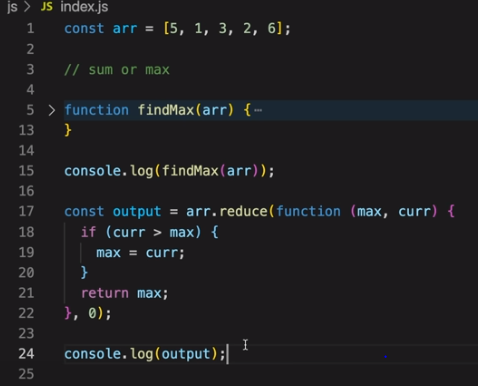 js > JS index.js
1 const arr = [5, 1, 3, 2, 6];
2
3 // sum or max
4
5 > function findMax(arr) { ⋯
13 }
14
15 console.log(findMax(arr));
16
17 const output = arr.reduce(function (max, curr) {
18   if (curr > max) {
19     max = curr;
20   }
21   return max;
22 }, 0);
23
24 console.log(output);
25